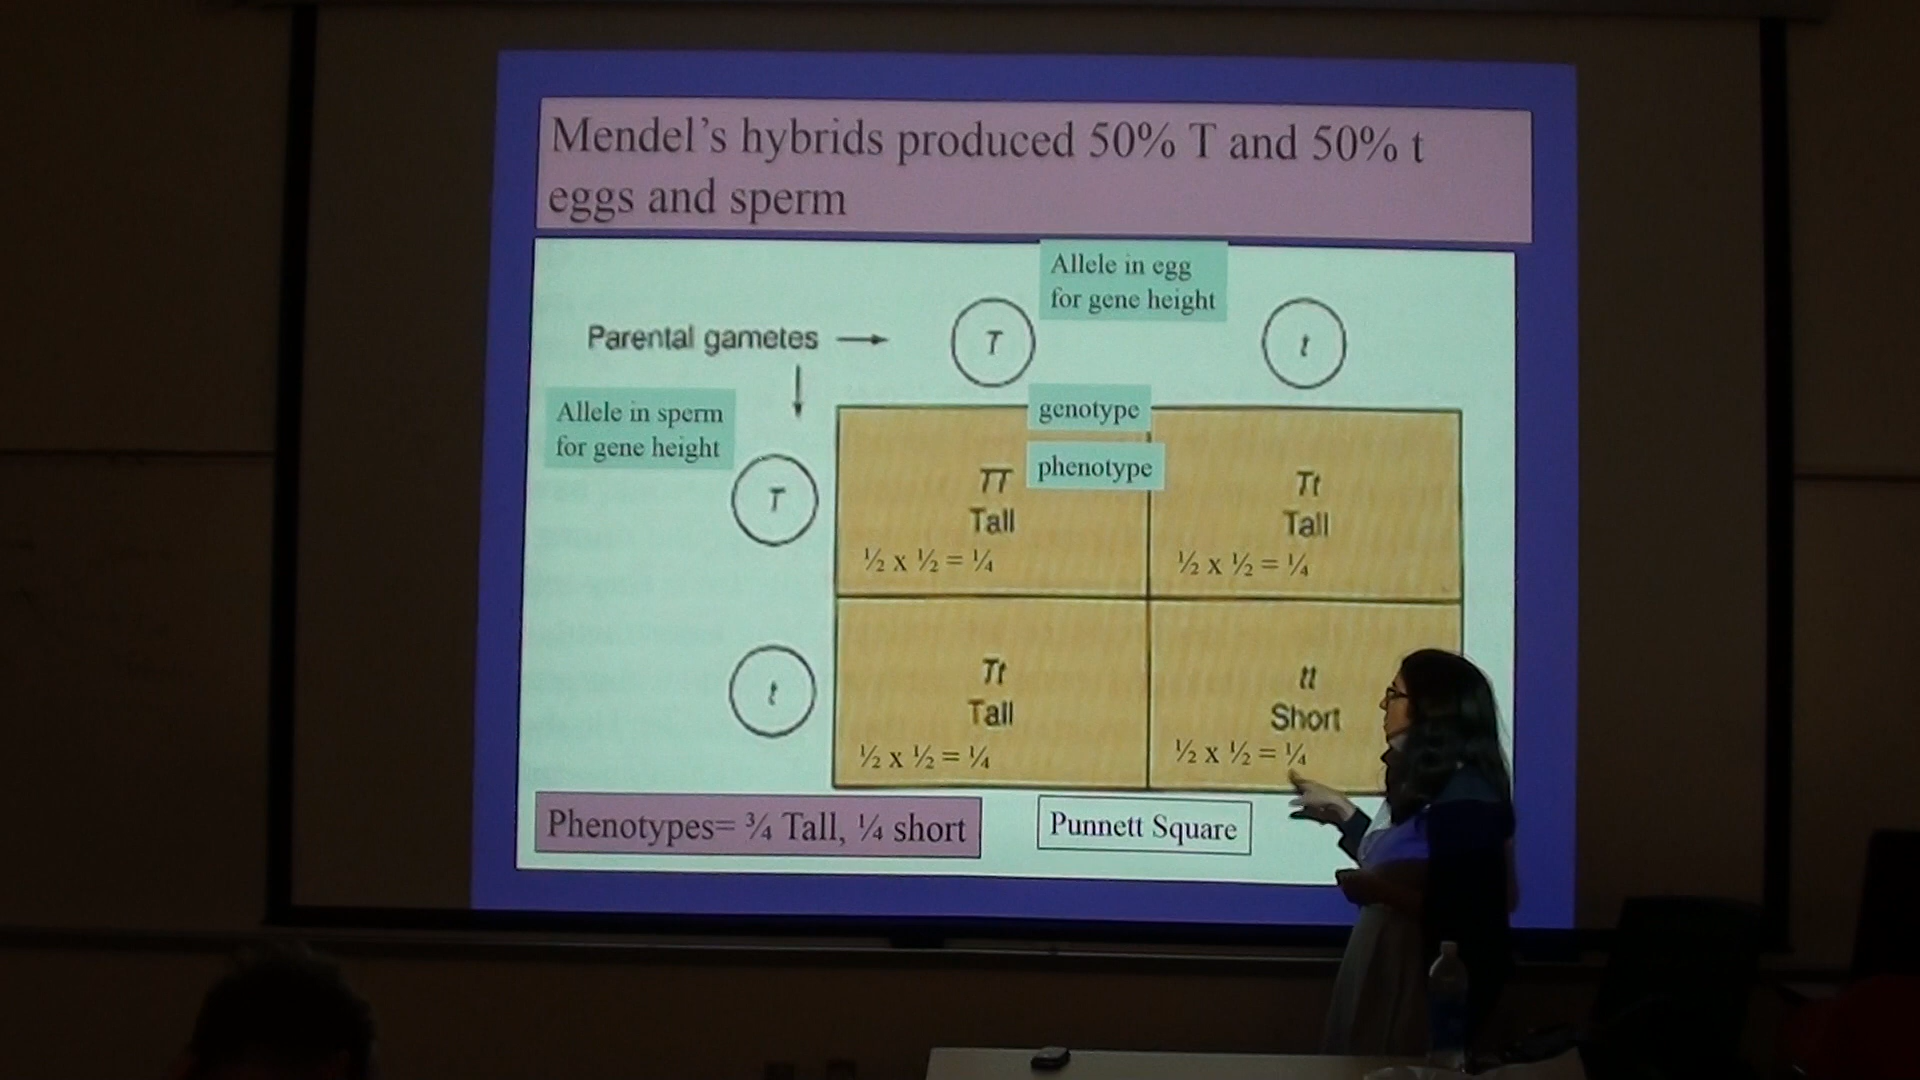 Mendel’s hybrids produced 50% T and 50% t
eggs and sperm
Allele in egg
for gene height
Parental gametes
T
t
Allele in sperm
for gene height
genotype
phenotype
T
TT
Tall
½ x ½ = ¼
Tt
Tall
½ x ½ = ¼
t
Tt
Tall
½ x ½ = ¼
tt
Short
½ x ½ = ¼
Phenotypes= ¾ Tall, ¼ short
Punnett Square